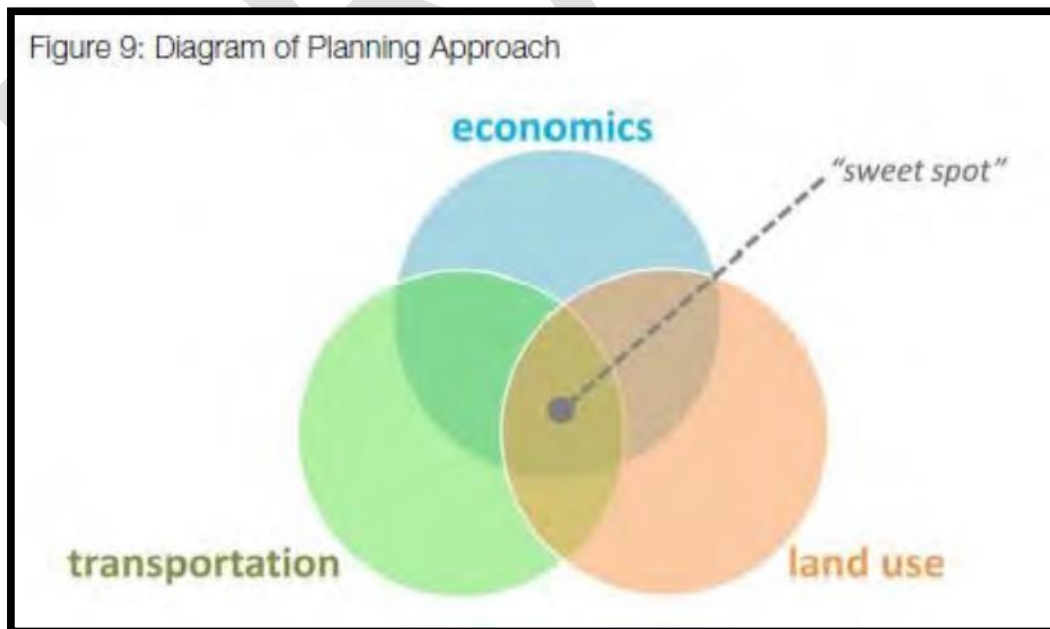 Figure 9: Diagram of Planning Approach
economics
"sweet spot"
transportation
land use